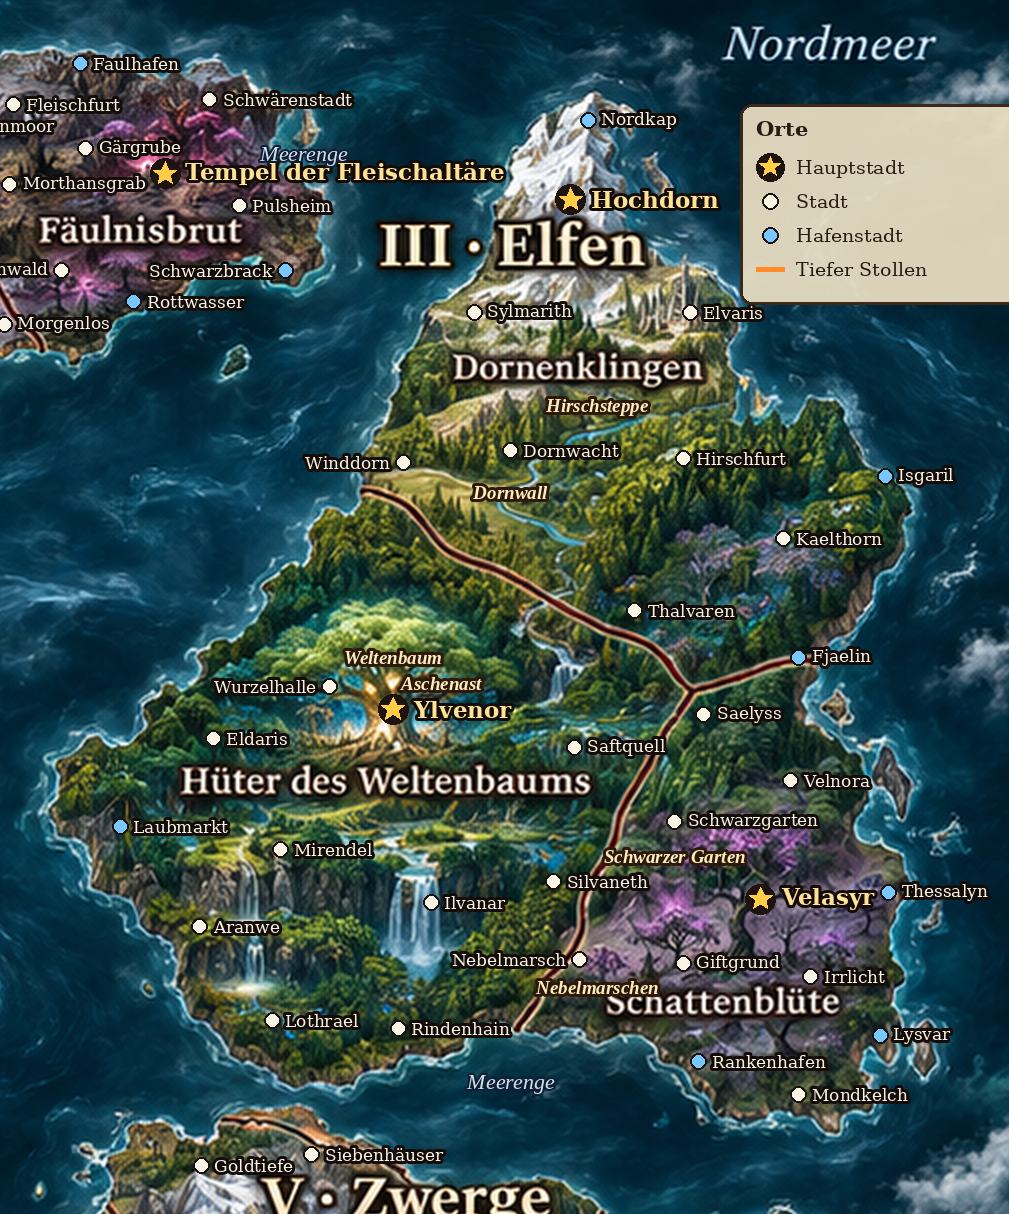 Nordmeer
Faulhafen
Fleischfurt
Schwärenstadt
nmoor
Nordkap
Orte
Gärgrube
Meerenge
Hauptstadt
Tempel der Fleischaltäre
Morthansgrab
Hochdorn
Stadt
Pulsheim
Fäulnisbrut
III · Elfen
Hafenstadt
nwald
Schwarzbrack
Tiefer Stollen
Rottwasser
Sylmarith
Elvaris
Morgenlos
Dornenklingen
Hirschsteppe
Dornwacht
Hirschfurt
Winddorn
Isgaril
Dornwall
Kaelthorn
Thalvaren
Weltenbaum
Fjaelin
Wurzelhalle
Aschenast
Ylvenor
Saelyss
Eldaris
Saftquell
Hüter des Weltenbaums
Velnora
Laubmarkt
Schwarzgarten
Mirendel
Schwarzer Garten
Silvaneth
Velasyr
Thessalyn
Ilvanar
Aranwe
Nebelmarsch
Giftgrund
Irrlicht
Nebelmarschen
Schattenblüte
Lothrael
Rindenhain
Lysvar
Rankenhafen
Meerenge
Mondkelch
Siebenhäuser
Goldtiefe
V · Zwerge